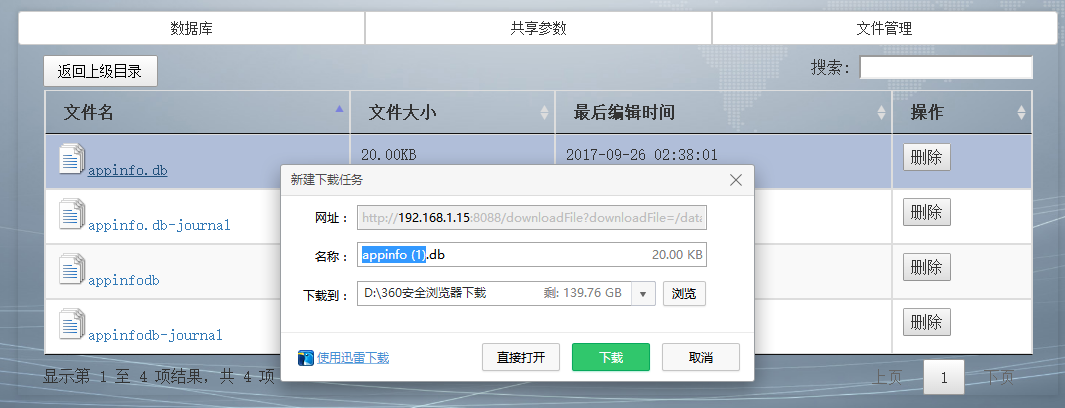 数据库 共享参数 文件管理
返回上级目录 搜索：
文件名 文件大小 最后编辑时间 操作
appinfo.db 20.00KB 2017-09-26 02:38:01 删除
新建下载任务
网址： http://192.168.1.15:8088/downloadFile?downloadFile=/data
appinfo.db-journal 删除
名称： appinfo (1).db 20.00 KB
appinfodb 删除
下载到： D:\360安全浏览器下载 剩: 139.76 GB 浏览
appinfodb-journal 删除
使用迅雷下载 直接打开 下载 取消
显示第 1 至 4 项结果，共 4 项 上页 1 下页